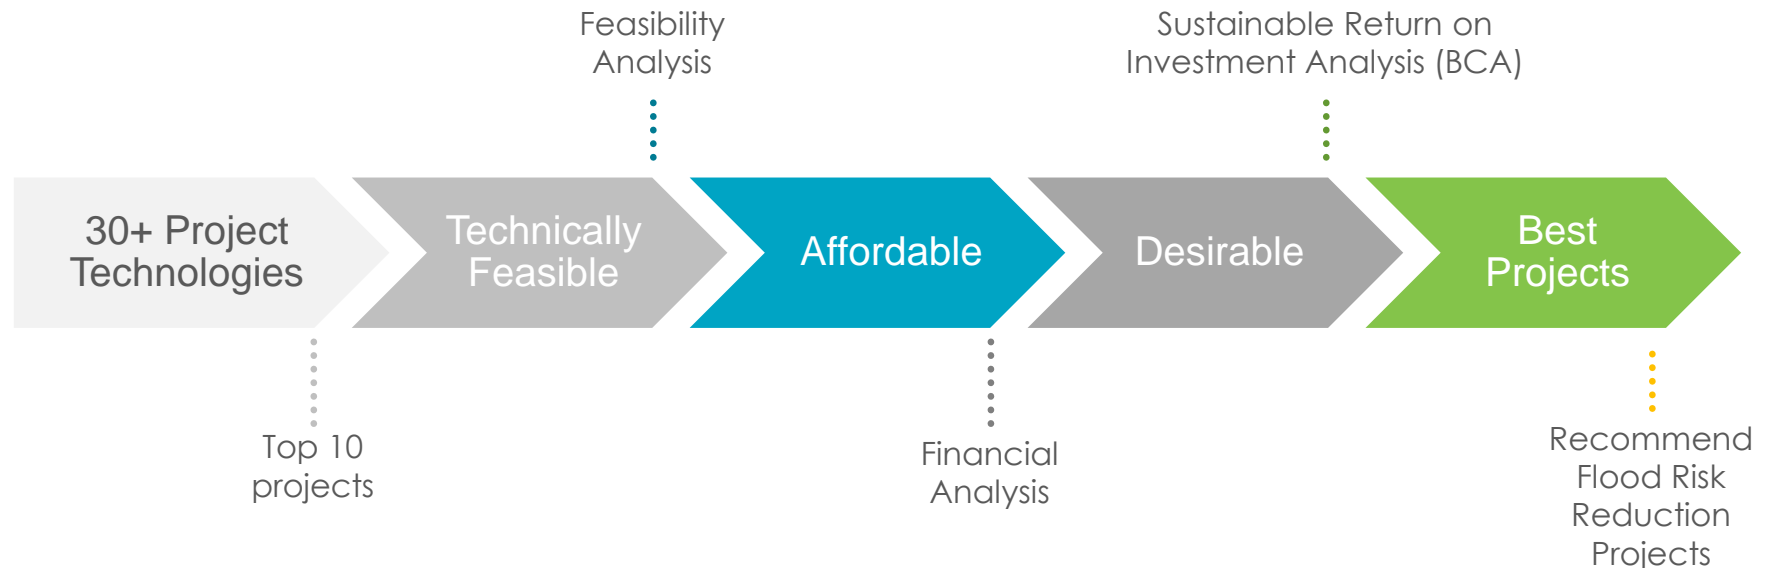 Feasibility
Analysis
Sustainable Return on
Investment Analysis (BCA)
30+ Project
Technologies
Technically
Feasible
Affordable
Desirable
Best
Projects
Top 10
projects
Financial
Analysis
Recommend
Flood Risk
Reduction
Projects